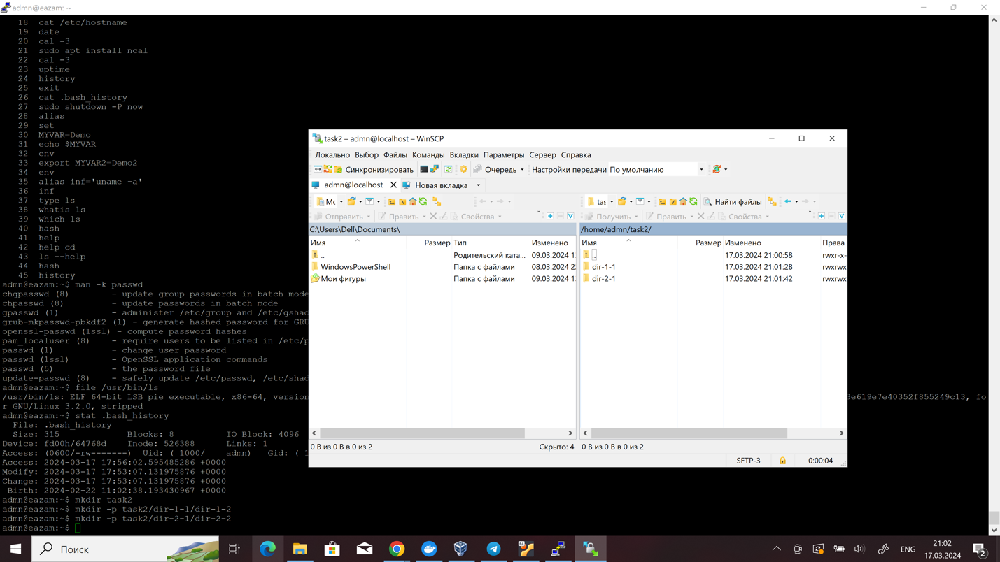 admn@eazam: ~
18 cat /etc/hostname
19 date
20 cal -3
21 sudo apt install ncal
22 cal -3
23 uptime
24 history
25 exit
26 cat .bash_history
27 sudo shutdown -P now
28 alias
29 set
30 MYVAR=Demo
31 echo $MYVAR
32 env
33 export MYVAR2=Demo2
34 env
35 alias inf='uname -a'
36 inf
37 type ls
38 whatis ls
39 which ls
40 hash
41 help
42 help cd
43 ls --help
44 hash
45 history
admn@eazam:~$ man -k passwd
chgpasswd (8) - update group passwords in batch mode
chpasswd (8) - update passwords in batch mode
gpasswd (1) - administer /etc/group and /etc/gshad
grub-mkpasswd-pbkdf2 (1) - generate hashed password for GRU
openssl-passwd (1ssl) - compute password hashes
pam_localuser (8) - require users to be listed in /etc/p
passwd (1) - change user password
passwd (1ssl) - OpenSSL application commands
passwd (5) - the password file
update-passwd (8) - safely update /etc/passwd, /etc/shad
admn@eazam:~$ file /usr/bin/ls
/usr/bin/ls: ELF 64-bit LSB pie executable, x86-64, version 8e619e7e40352f855249c13, fo
r GNU/Linux 3.2.0, stripped
admn@eazam:~$ stat .bash_history
File: .bash_history
Size: 315 Blocks: 8 IO Block: 4096
Device: fd00h/64768d Inode: 526388 Links: 1
Access: (0600/-rw-------) Uid: ( 1000/ admn) Gid: ( 1
Access: 2024-03-17 17:56:02.595485286 +0000
Modify: 2024-03-17 17:53:07.131975876 +0000
Change: 2024-03-17 17:53:07.131975876 +0000
Birth: 2024-02-22 11:02:38.193430967 +0000
admn@eazam:~$ mkdir task2
admn@eazam:~$ mkdir -p task2/dir-1-1/dir-1-2
admn@eazam:~$ mkdir -p task2/dir-2-1/dir-2-2
admn@eazam:~$
task2 – admn@localhost – WinSCP
Локально Выбор Файлы Команды Вкладки Параметры Сервер Справка
Синхронизировать Очередь Настройки передачи По умолчанию
admn@localhost Новая вкладка
Мс tas Найти файлы
Отправить Править Свойства Получить Править Свойства
C:\Users\Dell\Documents\ /home/admn/task2/
Имя Размер Тип Изменено Имя Размер Изменено Права
.. Родительский ката... 09.03.2024 1 .. 17.03.2024 21:00:58 rwxr-x-
WindowsPowerShell Папка с файлами 08.03.2024 2 dir-1-1 17.03.2024 21:01:28 rwxrwx
Мои фигуры Папка с файлами 09.03.2024 1 dir-2-1 17.03.2024 21:01:42 rwxrwx
0 B из 0 B в 0 из 2 Скрыто: 4 0 B из 0 B в 0 из 2
SFTP-3 0:00:04
Поиск ENG 21:02
17.03.2024 2